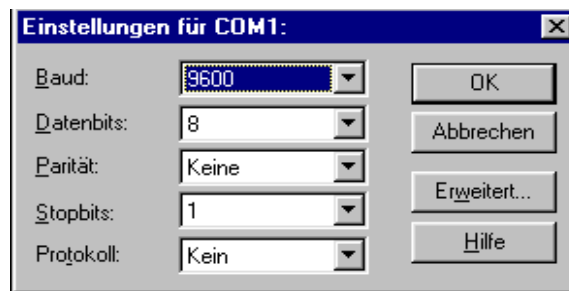 Einstellungen für COM1:
Baud: 9600
Datenbits: 8
Parität: Keine
Stopbits: 1
Protokoll: Kein
OK
Abbrechen
Erweitert...
Hilfe